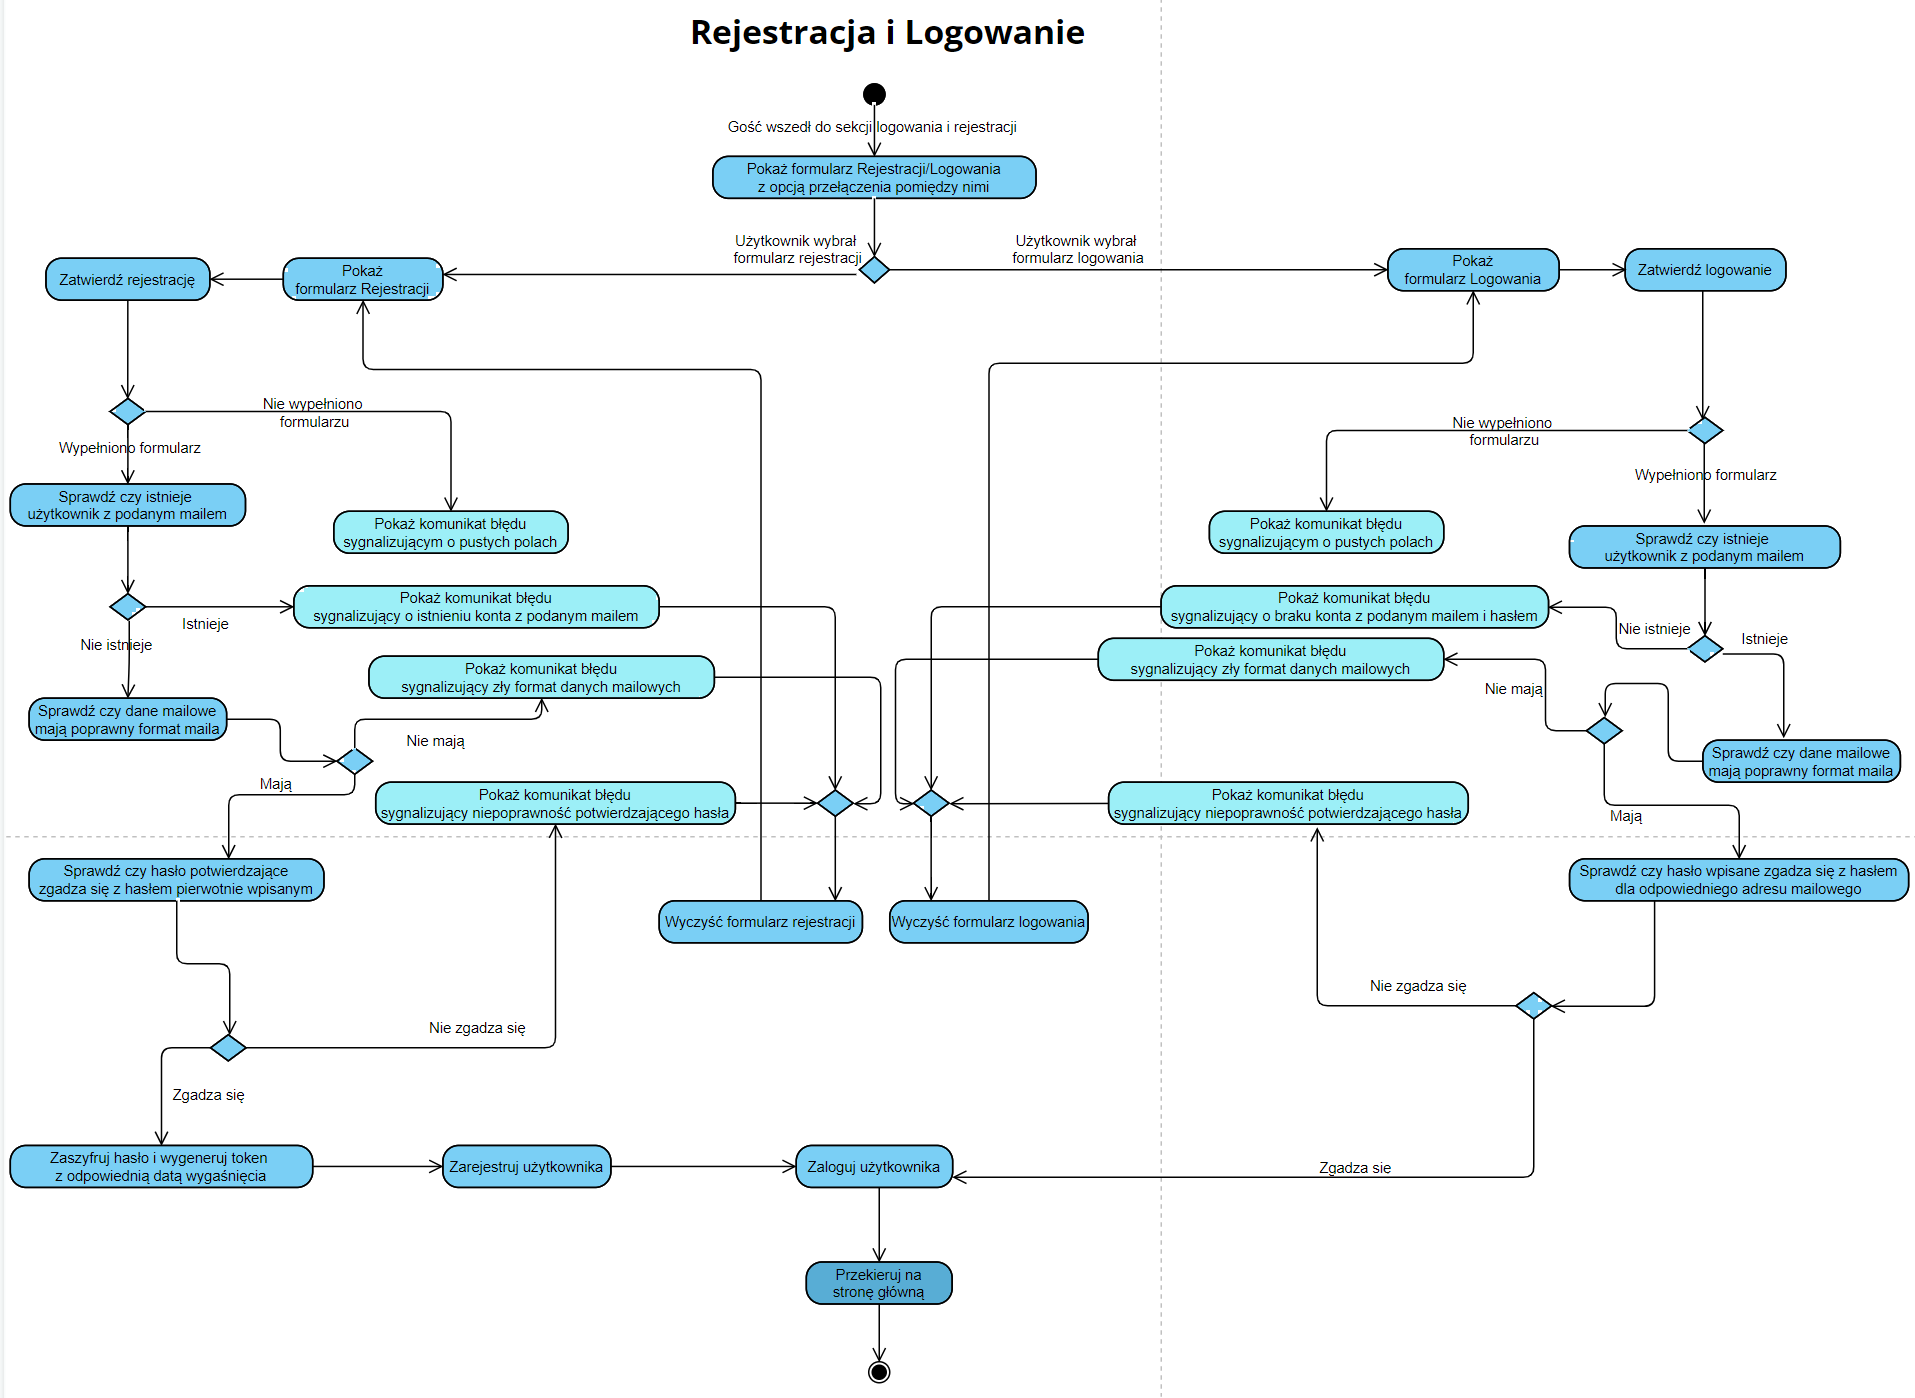 Rejestracja i Logowanie
Gość wszedł do sekcji logowania i rejestracji
Pokaż formularz Rejestracji/Logowania
z opcją przełączenia pomiędzy nimi
Użytkownik wybrał
formularz rejestracji
Użytkownik wybrał
formularz logowania
Zatwierdź rejestrację
Pokaż
formularz Rejestracji
Pokaż
formularz Logowania
Zatwierdź logowanie
Nie wypełniono
formularzu
Wypełniono formularz
Nie wypełniono
formularzu
Wypełniono formularz
Sprawdź czy istnieje
użytkownik z podanym mailem
Pokaż komunikat błędu
sygnalizującym o pustych polach
Pokaż komunikat błędu
sygnalizującym o pustych polach
Sprawdź czy istnieje
użytkownik z podanym mailem
Istnieje
Nie istnieje
Pokaż komunikat błędu
sygnalizujący o istnieniu konta z podanym mailem
Pokaż komunikat błędu
sygnalizujący o braku konta z podanym mailem i hasłem
Nie istnieje
Istnieje
Pokaż komunikat błędu
sygnalizujący zły format danych mailowych
Pokaż komunikat błędu
sygnalizujący zły format danych mailowych
Nie mają
Sprawdź czy dane mailowe
mają poprawny format maila
Nie mają
Sprawdź czy dane mailowe
mają poprawny format maila
Mają
Pokaż komunikat błędu
sygnalizujący niepoprawność potwierdzającego hasła
Pokaż komunikat błędu
sygnalizujący niepoprawność potwierdzającego hasła
Mają
Sprawdź czy hasło potwierdzające
zgadza się z hasłem pierwotnie wpisanym
Wyczyść formularz rejestracji
Wyczyść formularz logowania
Sprawdź czy hasło wpisane zgadza się z hasłem
dla odpowiedniego adresu mailowego
Nie zgadza się
Nie zgadza się
Zgadza się
Zaszyfruj hasło i wygeneruj token
z odpowiednią datą wygaśnięcia
Zarejestruj użytkownika
Zaloguj użytkownika
Zgadza się
Przekieruj na
stronę główną